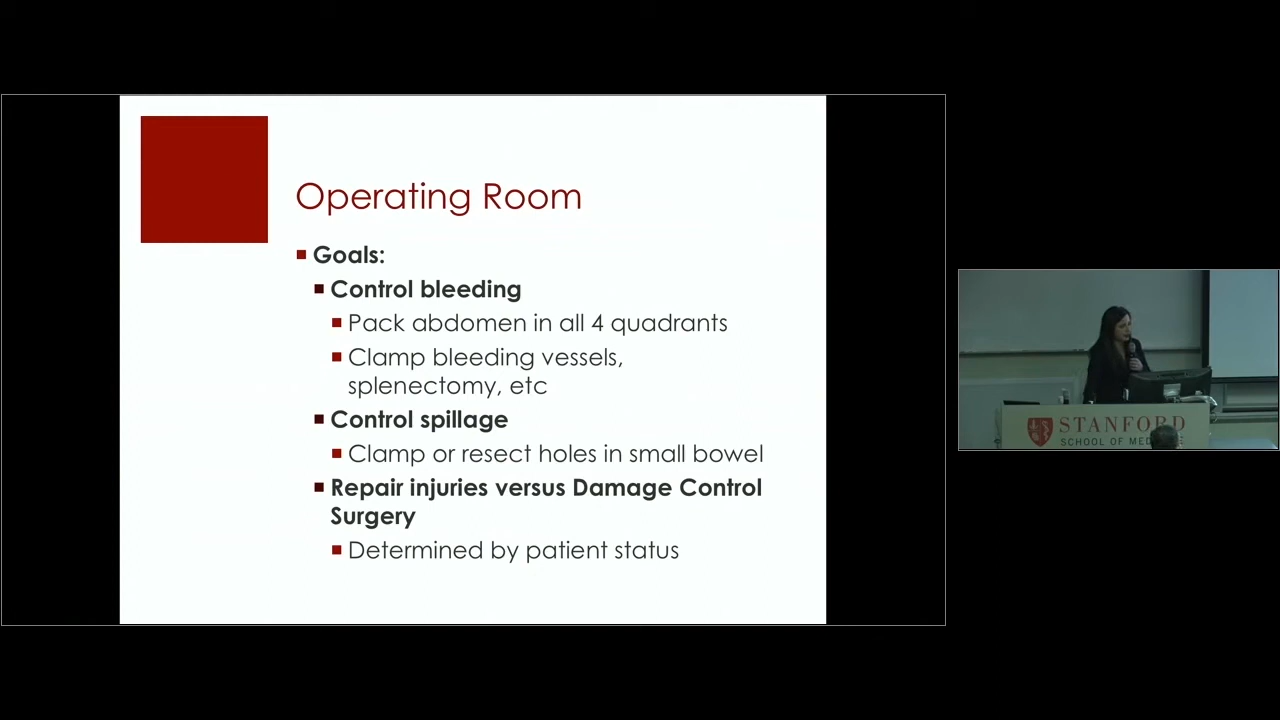 Operating Room
Goals:
Control bleeding
Pack abdomen in all 4 quadrants
Clamp bleeding vessels,
splenectomy, etc
Control spillage
Clamp or resect holes in small bowel
Repair injuries versus Damage Control
Surgery
Determined by patient status
STANFORD
SCHOOL OF